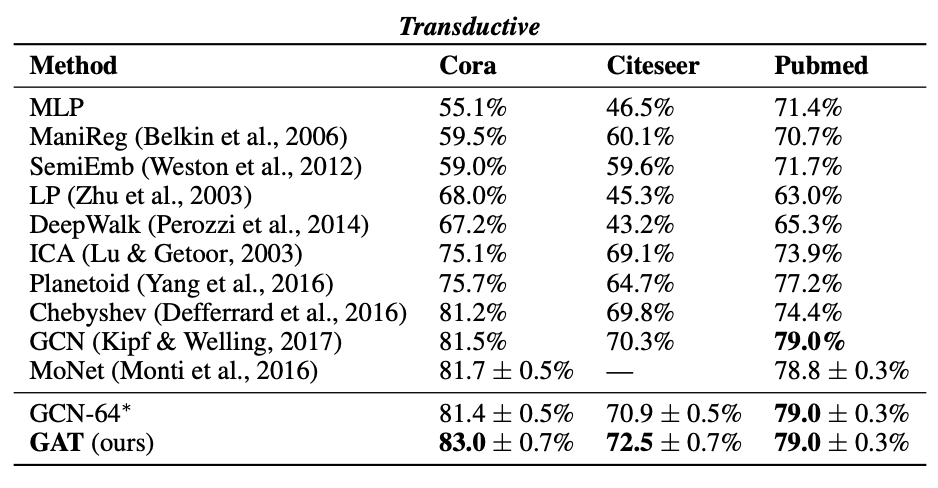 Transductive
Method Cora Citeseer Pubmed
MLP 55.1% 46.5% 71.4%
ManiReg (Belkin et al., 2006) 59.5% 60.1% 70.7%
SemiEmb (Weston et al., 2012) 59.0% 59.6% 71.7%
LP (Zhu et al., 2003) 68.0% 45.3% 63.0%
DeepWalk (Perozzi et al., 2014) 67.2% 43.2% 65.3%
ICA (Lu & Getoor, 2003) 75.1% 69.1% 73.9%
Planetoid (Yang et al., 2016) 75.7% 64.7% 77.2%
Chebyshev (Defferrard et al., 2016) 81.2% 69.8% 74.4%
GCN (Kipf & Welling, 2017) 81.5% 70.3% 79.0%
MoNet (Monti et al., 2016) 81.7 ± 0.5% — 78.8 ± 0.3%
GCN-64* 81.4 ± 0.5% 70.9 ± 0.5% 79.0 ± 0.3%
GAT (ours) 83.0 ± 0.7% 72.5 ± 0.7% 79.0 ± 0.3%